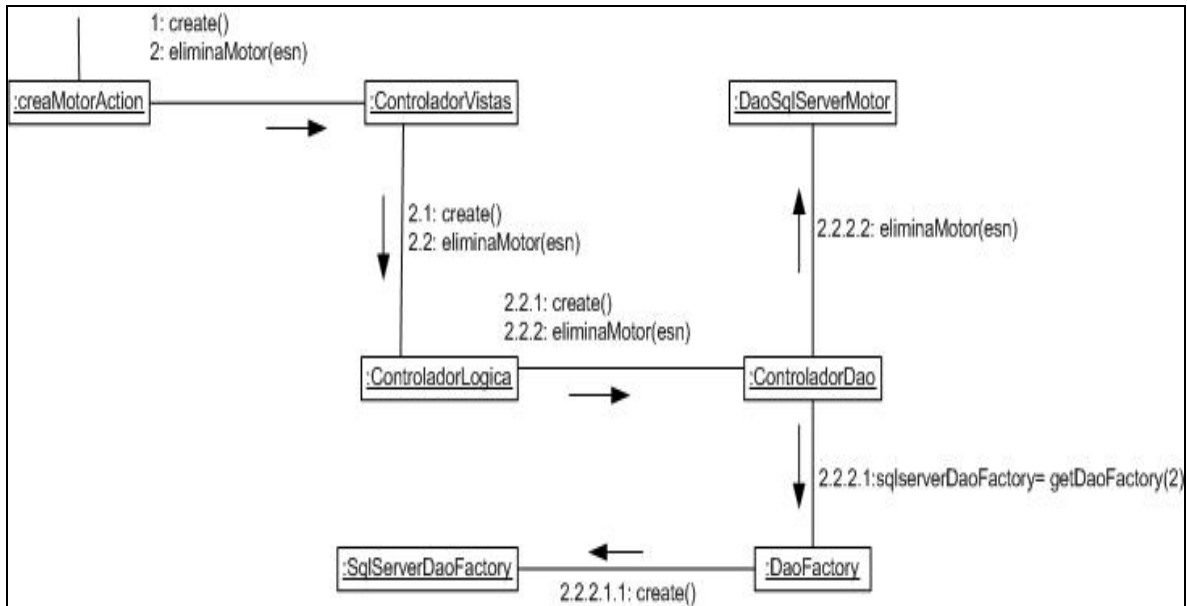 1: create()
2: eliminaMotor(esn)
:creaMotorAction
:ControladorVistas
:DaoSqlServerMotor
2.1: create()
2.2: eliminaMotor(esn)
2.2.2.2: eliminaMotor(esn)
2.2.1: create()
2.2.2: eliminaMotor(esn)
:ControladorLogica
:ControladorDao
2.2.2.1:sqlserverDaoFactory= getDaoFactory(2)
:SqlServerDaoFactory
:DaoFactory
2.2.2.1.1: create()